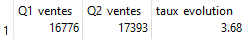 Q1 ventes Q2 ventes taux evolution
1 16776 17393 3.68